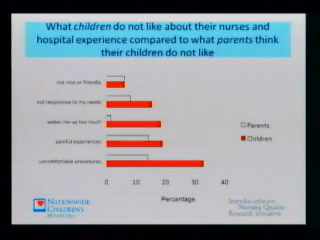 What children do not like about their nurses and
hospital experience compared to what parents think
their children do not like
not nice or friendly
not responsive to my needs
wakes me up too much
painful experiences
uncomfortable procedures
Parents
Children
0 10 20 30 40
Percentage
NATIONWIDE
CHILDREN'S
HOSPITAL
Interdisciplinary
Nursing Quality
Research Initiative